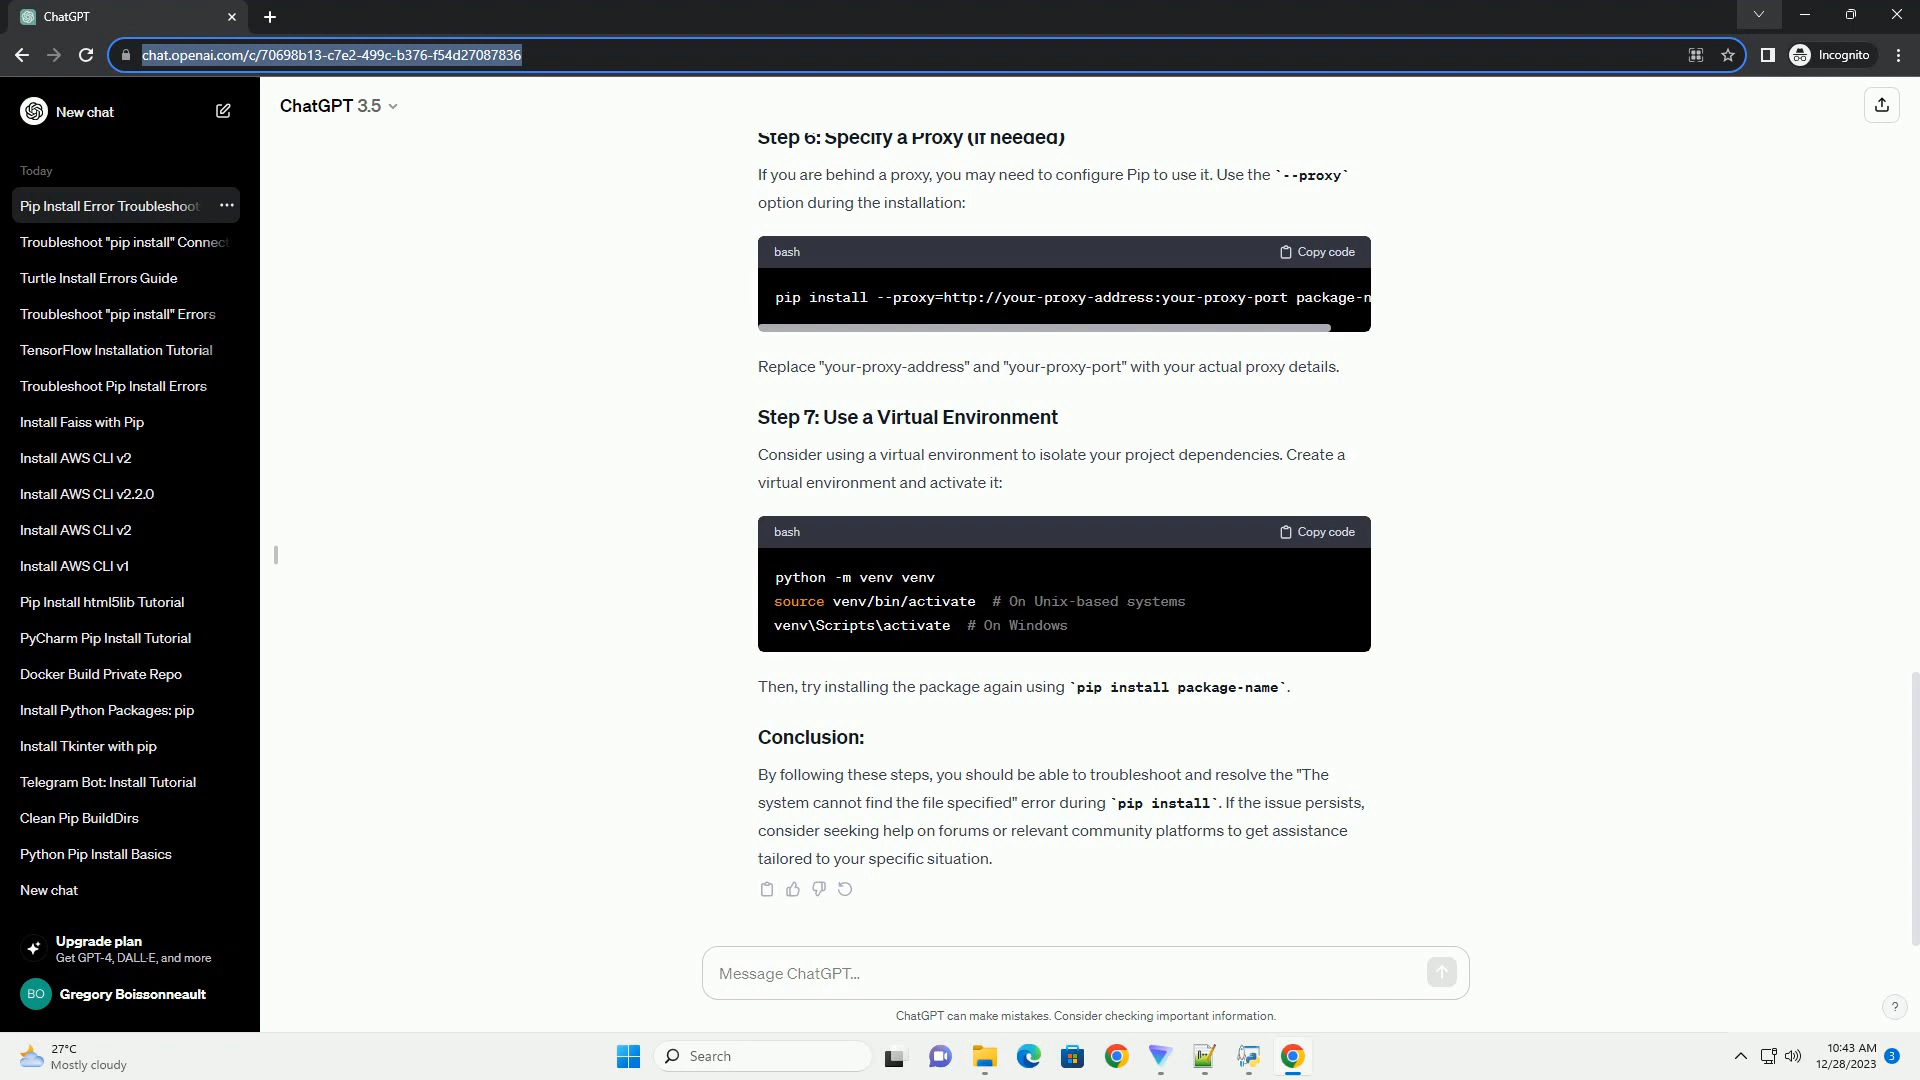 ChatGPT
chat.openai.com/c/70698b13-c7e2-499c-b376-f54d27087836
Incognito
New chat
Today
Pip Install Error Troubleshoot
Troubleshoot "pip install" Connect
Turtle Install Errors Guide
Troubleshoot "pip install" Errors
TensorFlow Installation Tutorial
Troubleshoot Pip Install Errors
Install Faiss with Pip
Install AWS CLI v2
Install AWS CLI v2.2.0
Install AWS CLI v2
Install AWS CLI v1
Pip Install html5lib Tutorial
PyCharm Pip Install Tutorial
Docker Build Private Repo
Install Python Packages: pip
Install Tkinter with pip
Telegram Bot: Install Tutorial
Clean Pip BuildDirs
Python Pip Install Basics
New chat
Upgrade plan
Get GPT-4, DALL·E, and more
BO Gregory Boissonneault
ChatGPT 3.5
Step 6: Specify a Proxy (if needed)
If you are behind a proxy, you may need to configure Pip to use it. Use the `--proxy`
option during the installation:
bash Copy code
pip install --proxy=http://your-proxy-address:your-proxy-port package-n
Replace "your-proxy-address" and "your-proxy-port" with your actual proxy details.
Step 7: Use a Virtual Environment
Consider using a virtual environment to isolate your project dependencies. Create a
virtual environment and activate it:
bash Copy code
python -m venv venv
source venv/bin/activate  # On Unix-based systems
venv\Scripts\activate  # On Windows
Then, try installing the package again using `pip install package-name`.
Conclusion:
By following these steps, you should be able to troubleshoot and resolve the "The
system cannot find the file specified" error during `pip install`. If the issue persists,
consider seeking help on forums or relevant community platforms to get assistance
tailored to your specific situation.
Message ChatGPT...
ChatGPT can make mistakes. Consider checking important information.
?
27°C
Mostly cloudy
Search
10:43 AM
12/28/2023
3